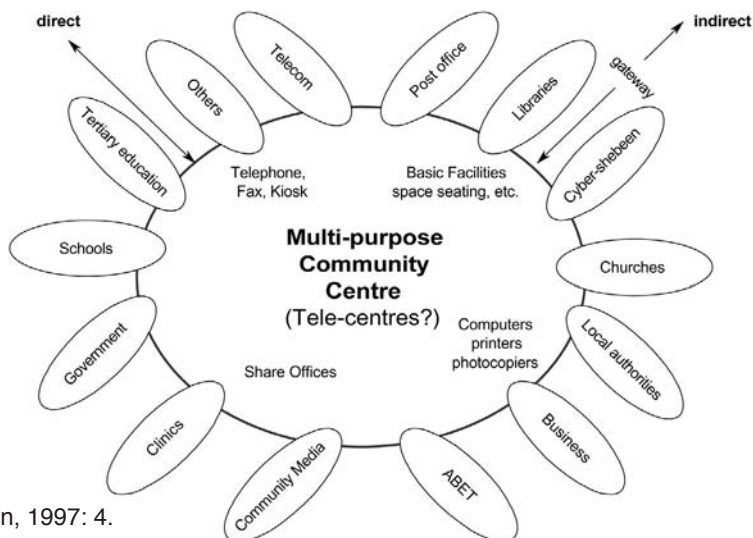 direct
indirect
gateway
Telecom
Post office
Others
Libraries
Tertiary education
Cyber-shebeen
Telephone,
Fax, Kiosk
Basic Facilities
space seating, etc.
Schools
Multi-purpose
Community
Centre
(Tele-centres?)
Churches
Government
Computers
printers
photocopiers
Local authorities
Share Offices
Clinics
Business
Community Media
ABET
1997: 4.